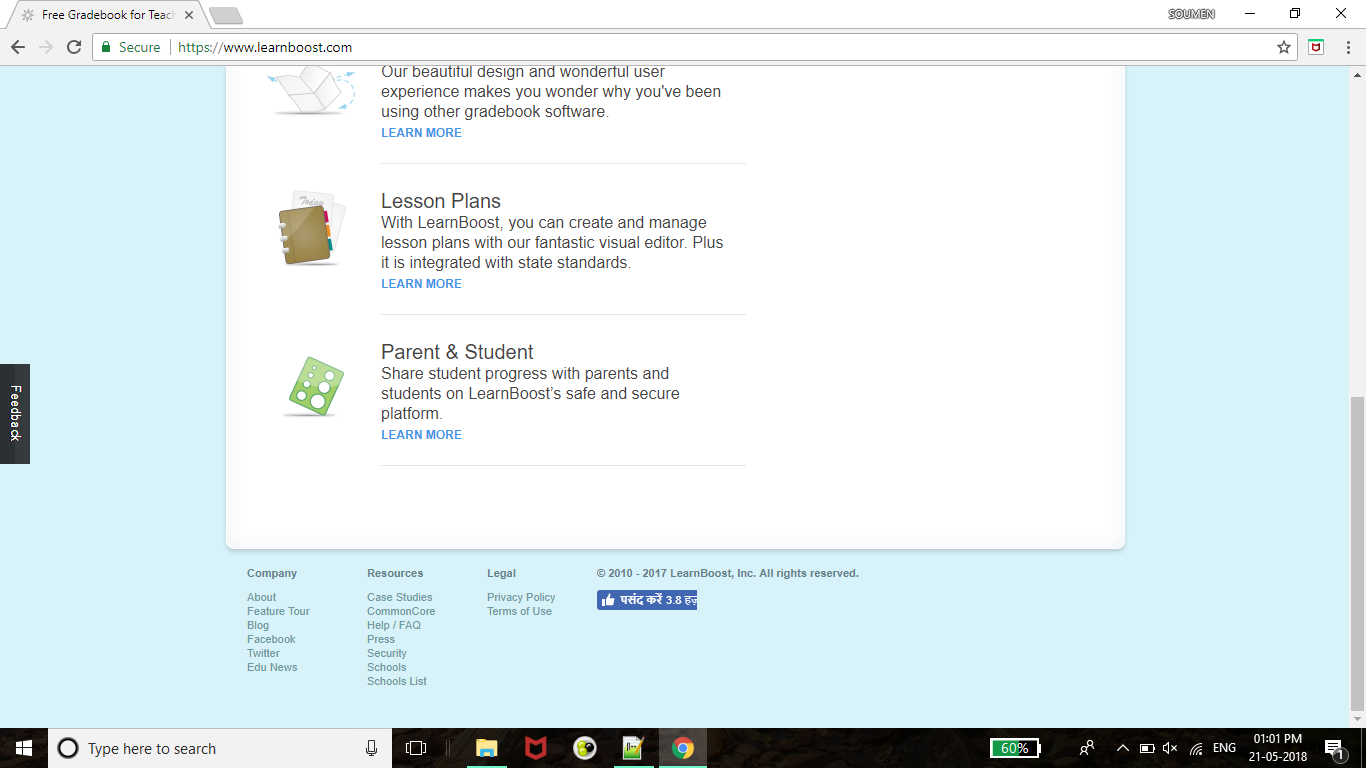 Free Gradebook for Teach
SOUMEN
Secure
https://www.learnboost.com
Our beautiful design and wonderful user
experience makes you wonder why you've been
using other gradebook software.
LEARN MORE
Today
Lesson Plans
With LearnBoost, you can create and manage
lesson plans with our fantastic visual editor. Plus
it is integrated with state standards.
LEARN MORE
Parent & Student
Share student progress with parents and
students on LearnBoost’s safe and secure
platform.
LEARN MORE
Feedback
Company
About
Feature Tour
Blog
Facebook
Twitter
Edu News
Resources
Case Studies
CommonCore
Help / FAQ
Press
Security
Schools
Schools List
Legal
Privacy Policy
Terms of Use
© 2010 - 2017 LearnBoost, Inc. All rights reserved.
पसंद करें 3.8
Type here to search
60%
ENG
01:01 PM
21-05-2018
1